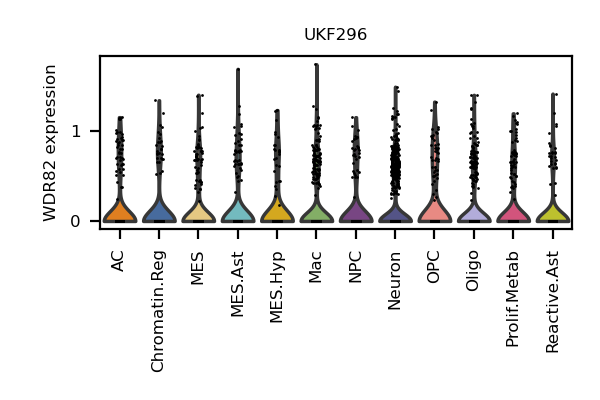 UKF296
WDR82 expression
1
0
AC
Chromatin.Reg
MES
MES.Ast
MES.Hyp
Mac
NPC
Neuron
OPC
Oligo
Prolif.Metab
Reactive.Ast